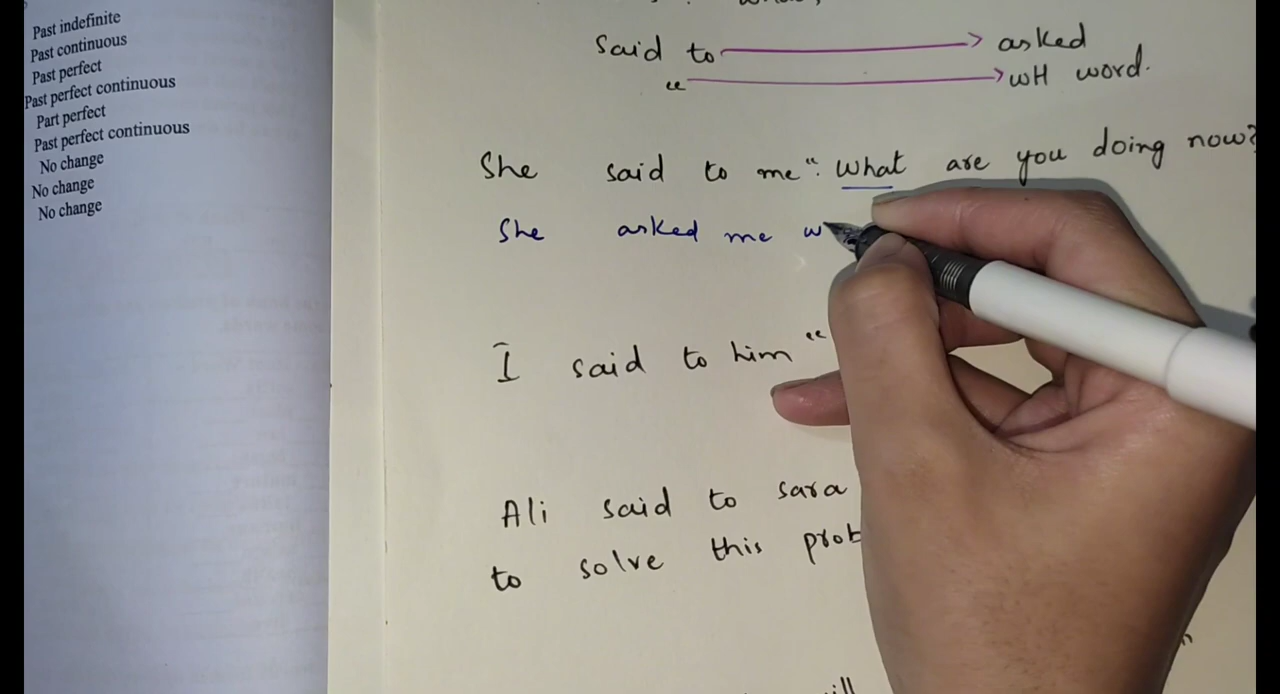 Past indefinite
Past continuous
Past perfect
Past perfect continuous
Part perfect
Past perfect continuous
No change
No change
No change
Said to → asked
“ → WH word.
She said to me “. What are you doing now?
She asked me w
I said to him “
Ali said to sara
to solve this prob